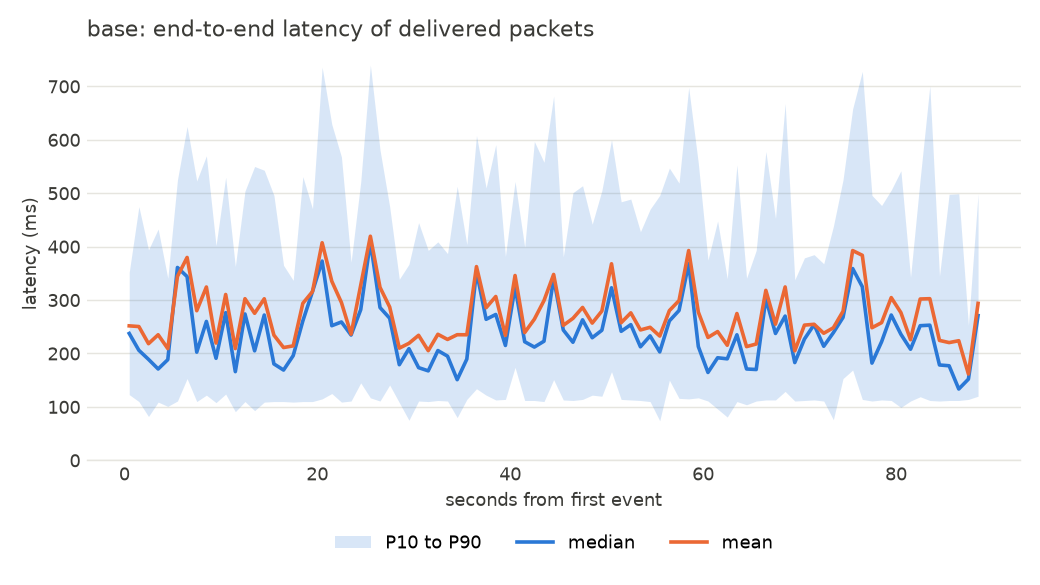 base: end-to-end latency of delivered packets
latency (ms)
700
600
500
400
300
200
100
0
0 20 40 60 80
seconds from first event
P10 to P90 median mean